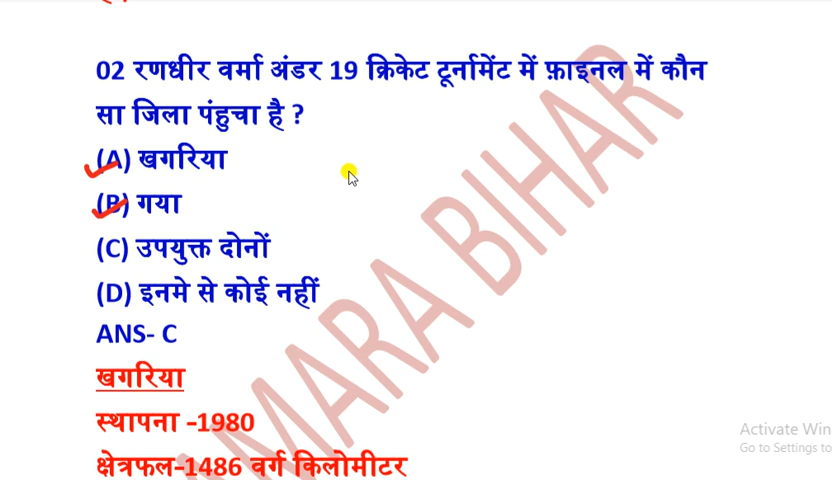 02 रणधीर वर्मा अंडर 19 क्रिकेट टूर्नामेंट में फ़ाइनल में कौन
सा जिला पंहुचा है ?
(A) खगरिया
(B) गया
(C) उपयुक्त दोनों
(D) इनमे से कोई नहीं
ANS- C
खगरिया
स्थापना –1980
क्षेत्रफल-1486 वर्ग किलोमीटर
AMARA BIHAR
Activate Win
Go to Settings to